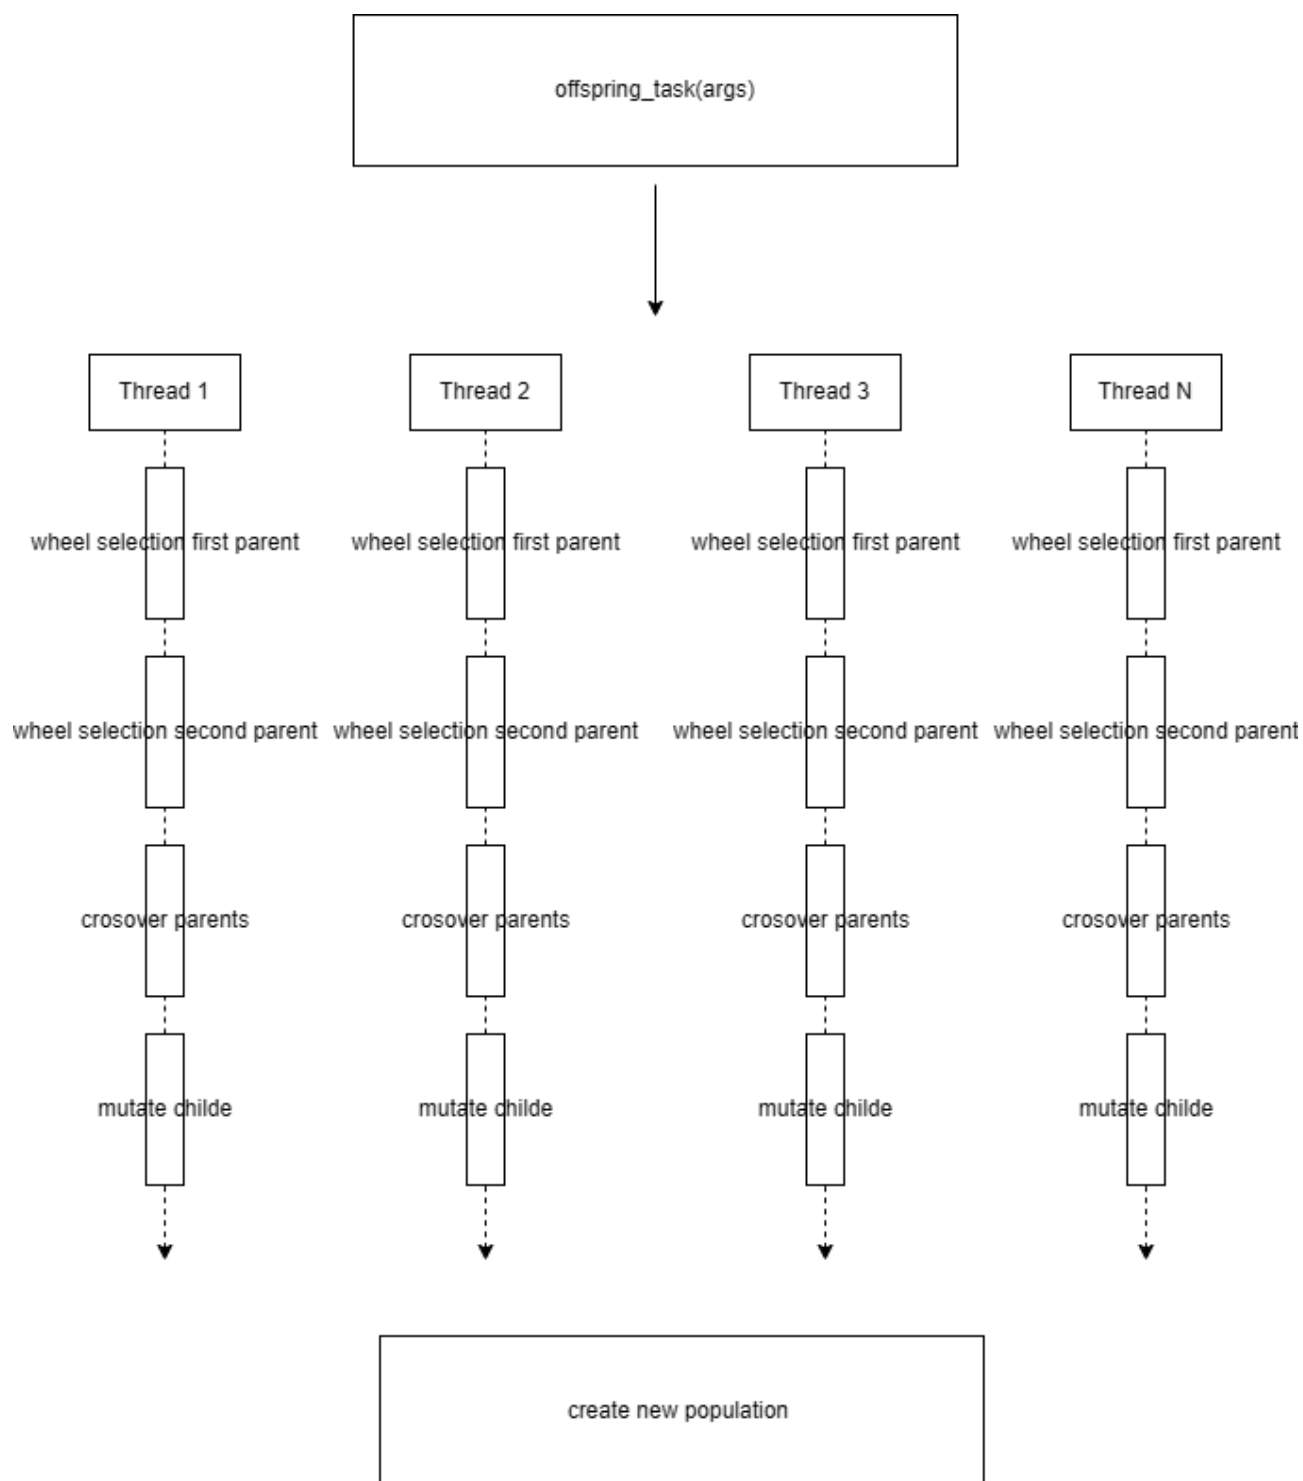 offspring_task(args)
Thread 1
Thread 2
Thread 3
Thread N
wheel selection first parent
wheel selection first parent
wheel selection first parent
wheel selection first parent
wheel selection second parent
wheel selection second parent
wheel selection second parent
wheel selection second parent
crosover parents
crosover parents
crosover parents
crosover parents
mutate childe
mutate childe
mutate childe
mutate childe
create new population